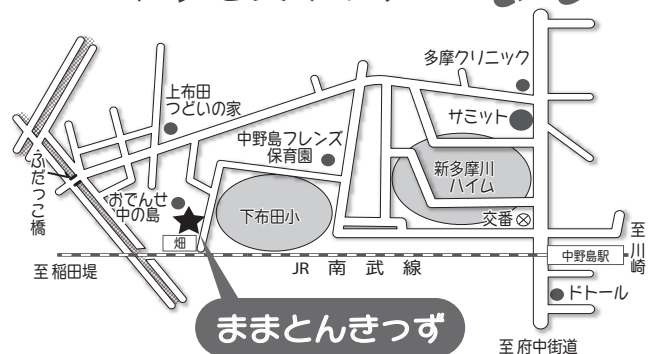 多摩クリニック
上布田
つどいの家
サミット
中野島フレンズ
保育園
新多摩川
ハイム
ふだっこ橋
おでんせ
中の島
下布田小
交番
畑
至川崎
中野島駅
至 稲田堤
JR 南武線
ドトール
ままとんきっず
至 府中街道